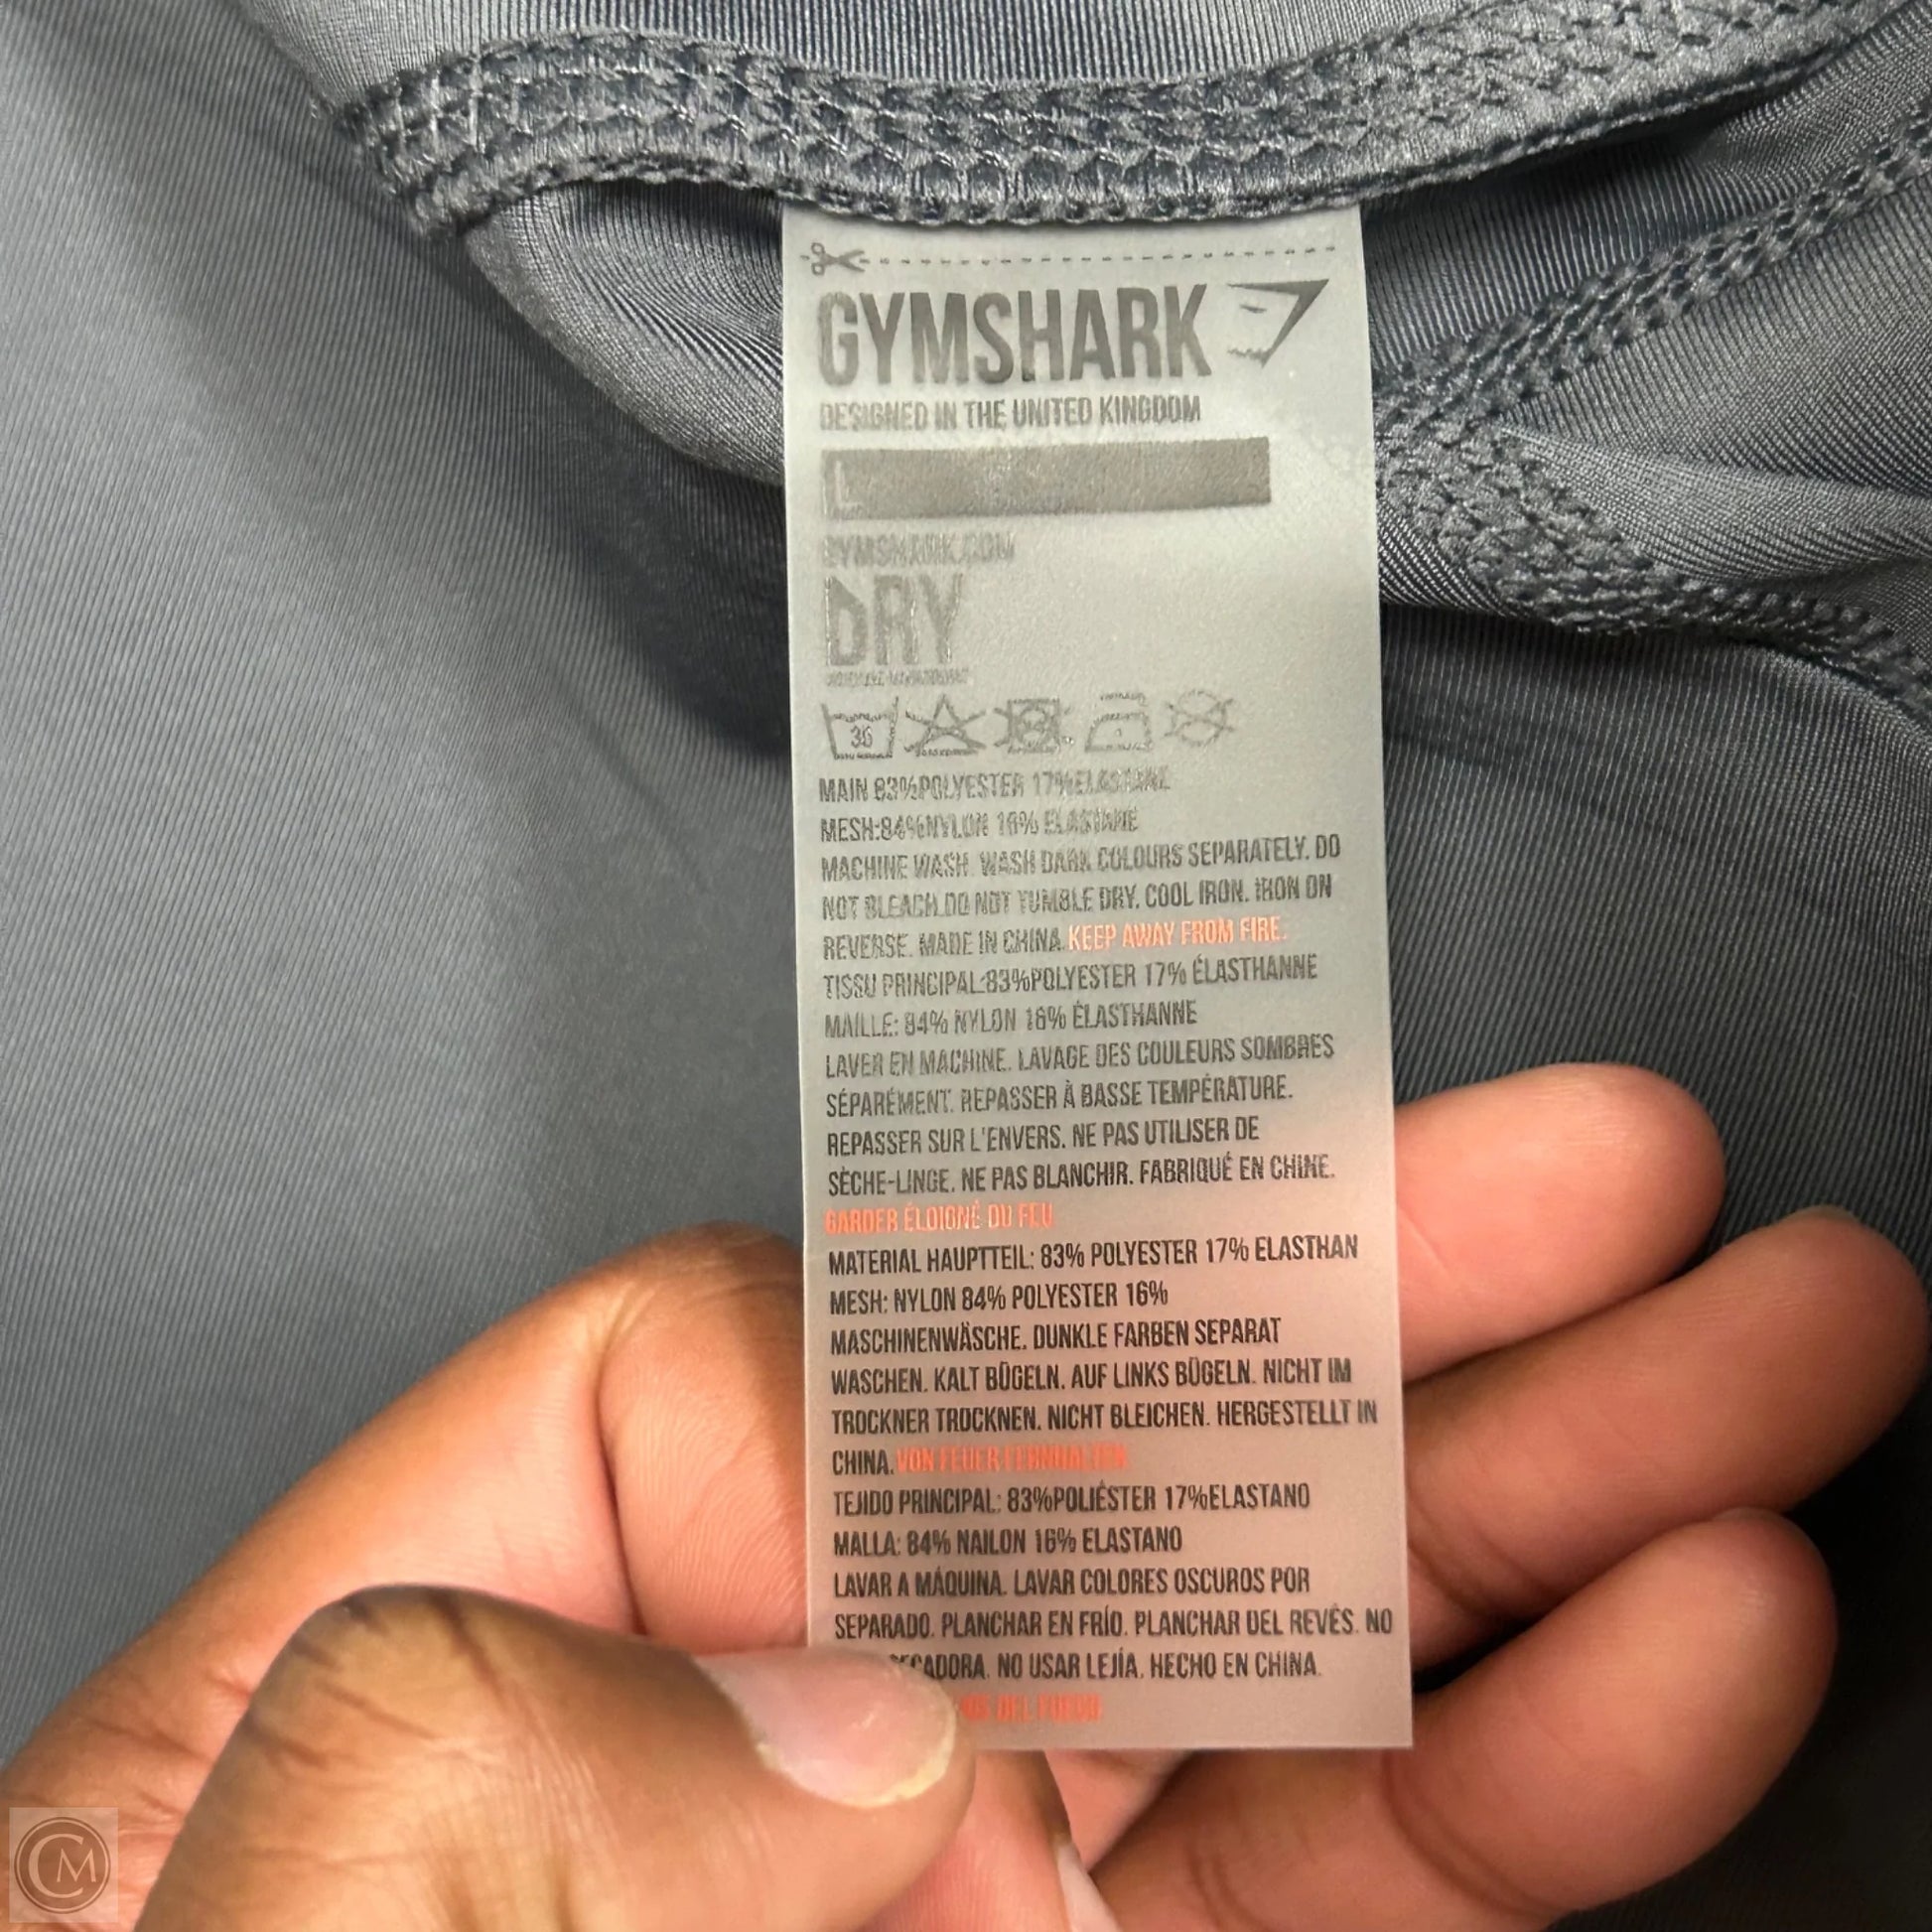 GYMSHARK
DESIGNED IN THE UNITED KINGDOM
L
GYMSHARK.COM
DRY
30
MAIN 83%POLYESTER 17%ELASTANE
MESH:84%NYLON 16% ELASTANE
MACHINE WASH. WASH DARK COLOURS SEPARATELY. DO
NOT BLEACH.DO NOT TUMBLE DRY. COOL IRON. IRON ON
REVERSE. MADE IN CHINA.KEEP AWAY FROM FIRE.
TISSU PRINCIPAL:83%POLYESTER 17% ÉLASTHANNE
MAILLE: 84% NYLON 16% ÉLASTHANNE
LAVER EN MACHINE. LAVAGE DES COULEURS SOMBRES
SÉPARÉMENT. REPASSER À BASSE TEMPÉRATURE.
REPASSER SUR L'ENVERS. NE PAS UTILISER DE
SÈCHE-LINGE. NE PAS BLANCHIR. FABRIQUÉ EN CHINE.
GARDER ÉLOIGNÉ DU FEU
MATERIAL HAUPTTEIL: 83% POLYESTER 17% ELASTHAN
MESH: NYLON 84% POLYESTER 16%
MASCHINENWÄSCHE. DUNKLE FARBEN SEPARAT
WASCHEN. KALT BÜGELN. AUF LINKS BÜGELN. NICHT IM
TROCKNER TROCKNEN. NICHT BLEICHEN. HERGESTELLT IN
CHINA.VON FEUER FERNHALTEN
TEJIDO PRINCIPAL: 83%POLIÉSTER 17%ELASTANO
MALLA: 84% NAILON 16% ELASTANO
LAVAR A MÁQUINA. LAVAR COLORES OSCUROS POR
SEPARADO. PLANCHAR EN FRÍO. PLANCHAR DEL REVÉS. NO
NO USAR LEJÍA. HECHO EN CHINA.
DEL FUEGO
CM